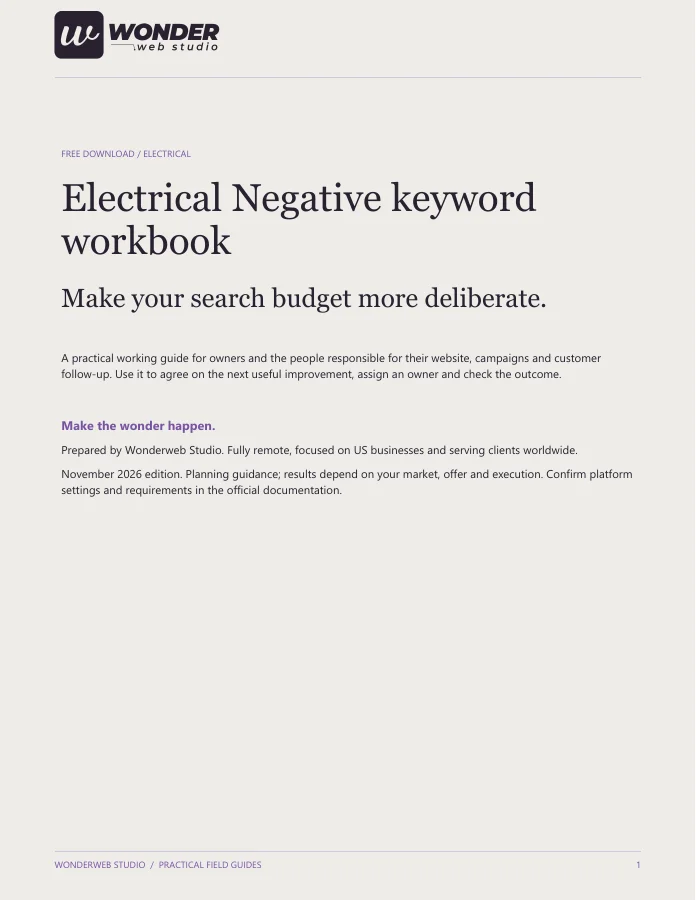 w WONDER
web studio
FREE DOWNLOAD / ELECTRICAL
Electrical Negative keyword
workbook
Make your search budget more deliberate.
A practical working guide for owners and the people responsible for their website, campaigns and customer
follow-up. Use it to agree on the next useful improvement, assign an owner and check the outcome.
Make the wonder happen.
Prepared by Wonderweb Studio. Fully remote, focused on US businesses and serving clients worldwide.
November 2026 edition. Planning guidance; results depend on your market, offer and execution. Confirm platform
settings and requirements in the official documentation.
WONDERWEB STUDIO / PRACTICAL FIELD GUIDES 1